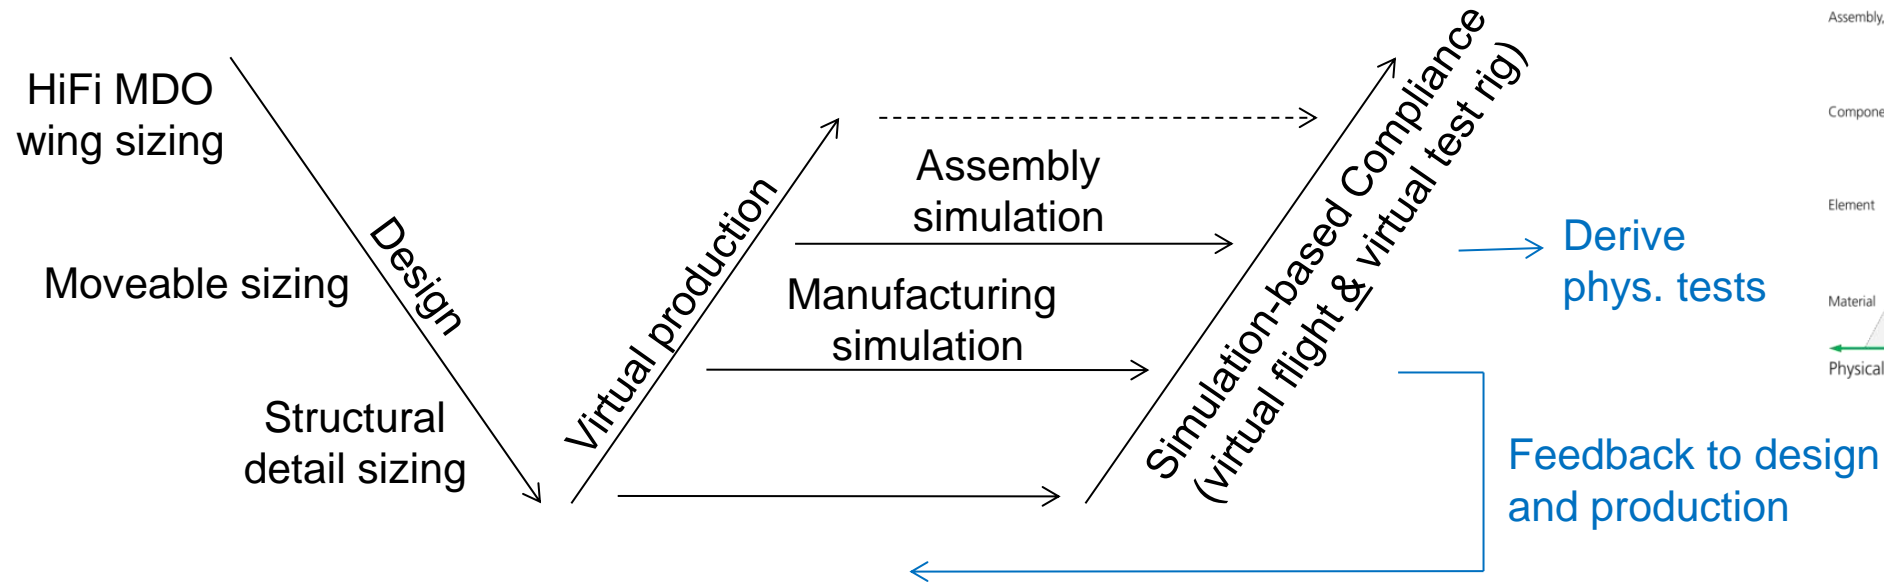 HiFi MDO
wing sizing
Moveable sizing
Structural
detail sizing
Design
Virtual production
Assembly
simulation
Manufacturing
simulation
Simulation-based Compliance
(virtual flight & virtual test rig)
Derive
phys. tests
Feedback to design
and production
Assembly,
Compone
Element
Material
Physical